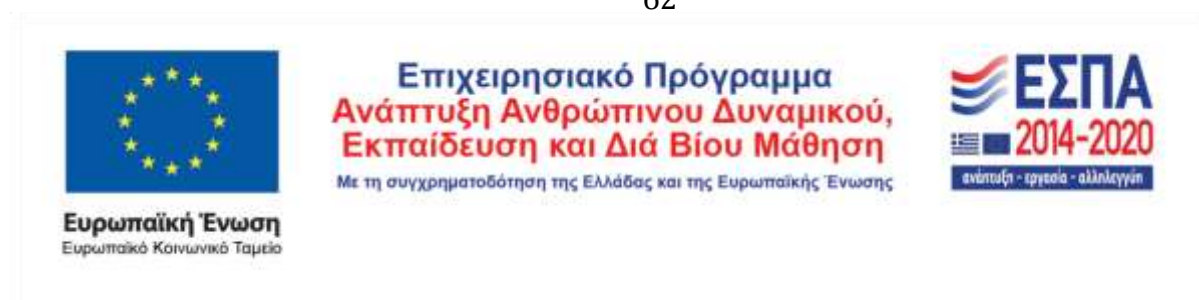 62
Επιχειρησιακό Πρόγραμμα
Ανάπτυξη Ανθρώπινου Δυναμικού,
Εκπαίδευση και Διά Βίου Μάθηση
Με τη συγχρηματοδότηση της Ελλάδας και της Ευρωπαϊκής Ένωσης
Ευρωπαϊκή Ένωση
Ευρωπαϊκό Κοινωνικό Ταμείο
ΕΣΠΑ
2014-2020
ανάπτυξη - εργασία - αλληλεγγύη